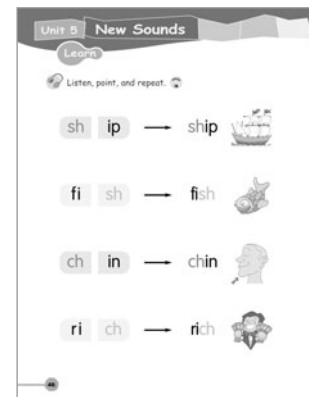 Unit 5 New Sounds
Learn
Listen, point, and repeat.
sh ip ship
fi sh fish
ch in chin
ri ch rich
46